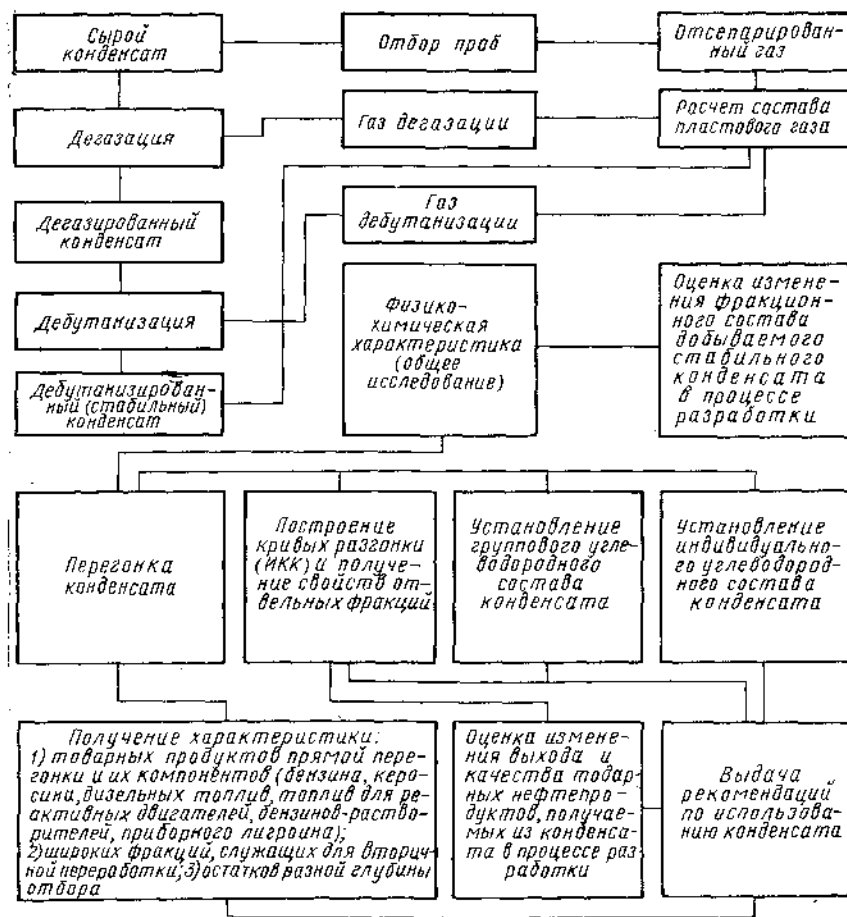 Сырой
конденсат
Отбор проб
Отсепарирован-
ный газ
Дегазация
Газ дегазации
Расчет состава
пластового газа
Дегазированный
конденсат
Газ
дебутанизации
Дебутанизация
Физико-
химическая
характеристика
(общее
исследование)
Оценка измене-
ния фракцион-
ного состава
добываемого
стабильного
конденсата
в процессе
разработки
Дебутанизирован-
ный (стабильный)
конденсат
Перегонка
конденсата
Построение
кривых разгонки
(ИКК) и получе-
ние свойств от-
вельных фракций
Установление
группового угле-
водородного
состава
конденсата
Установление
индивидуально-
го углеводород-
ного состава
конденсата
Получение характеристики:
1) товарных продуктов прямой пере-
гонки и их компонентов (бензина, керо-
сина, дизельных топлив, топлив для ре-
активных двигателей, бензинов-раство-
рителей, приборного лигроина);
2) широких фракций, служащих для вторич-
ной переработки; 3) остатков разной глубины
отбора
Оценка измене-
ния выхода и
качества тодар-
ных нефтепро-
дуктов, получае-
мых из конденса-
та в процессе раз
работки
Выдача
рекомендаций
по использова-
нию конденсата